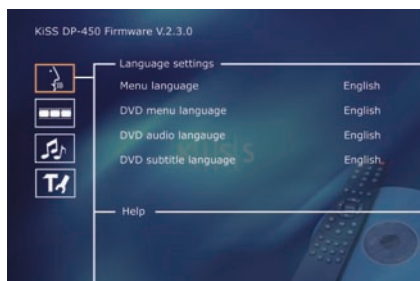 KiSS DP-450 Firmware V.2.3.0
Language settings
Menu language English
DVD menu language English
DVD audio langauge English
DVD subtitle language English
Help